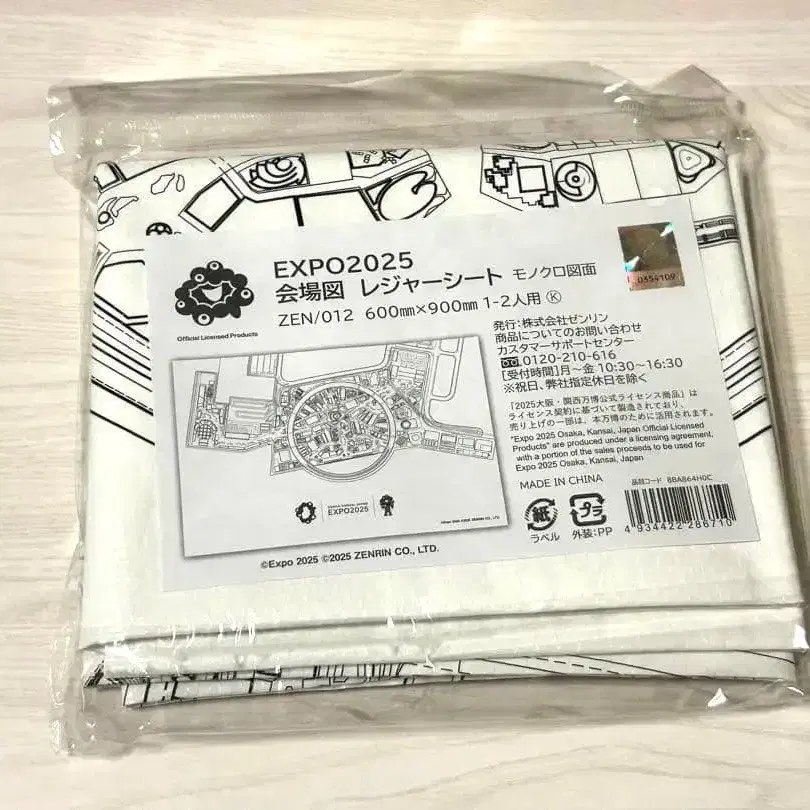 EXPO2025
会場図 レジャーシート モノクロ図面
ZEN/012 600mm×900mm 1-2人用 Ⓚ
Official Licensed Products
0354109
発行：株式会社ゼンリン
商品についてのお問い合わせ
カスタマーサポートセンター
0120-210-616
[受付時間]月～金 10:30～16:30
※祝日、弊社指定休日を除く
「2025大阪・関西万博公式ライセンス商品」は
ライセンス契約に基づいて製造されており、
売り上げの一部は、本万博のために活用されます。
"Expo 2025 Osaka, Kansai, Japan Official Licensed
Products" are produced under a licensing agreement,
with a portion of the sales proceeds to be used for
Expo 2025 Osaka, Kansai, Japan
MADE IN CHINA
品目コード BBAB64H0C
紙
ラベル
プラ
外装：PP
4 934422 286710
EXPO2025
©Expo 2025 ©2025 ZENRIN CO., LTD.